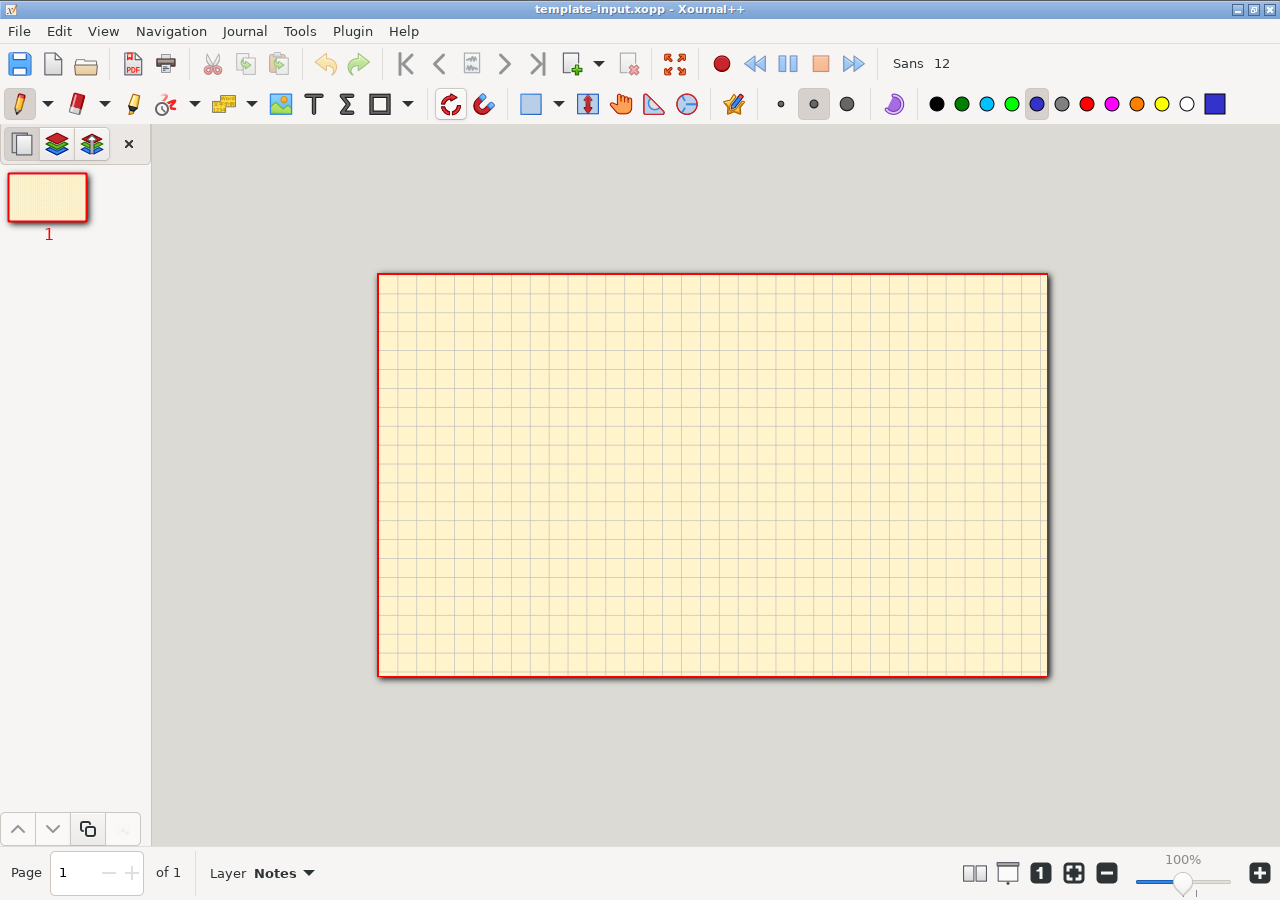 template-input.xopp - Xournal++
File Edit View Navigation Journal Tools Plugin Help
Sans 12
1
Page 1 of 1 Layer Notes
1
100%